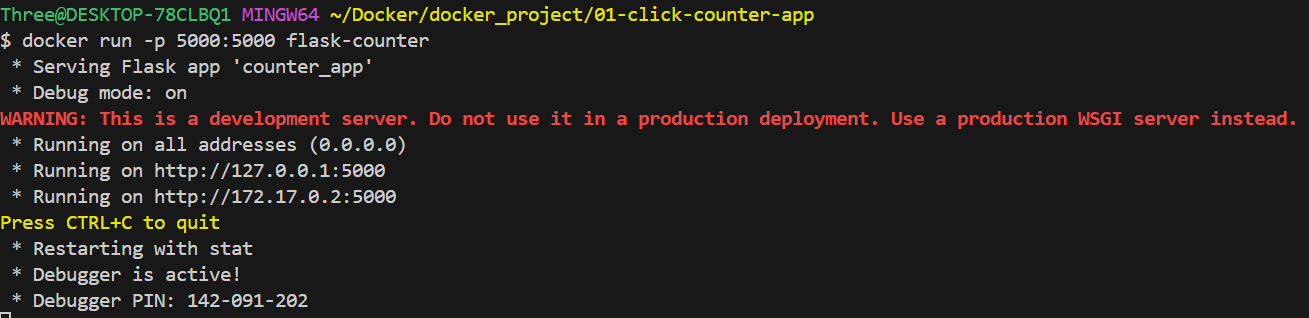 Three@DESKTOP-78CLBQ1 MINGW64 ~/Docker/docker_project/01-click-counter-app
$ docker run -p 5000:5000 flask-counter
 * Serving Flask app 'counter_app'
 * Debug mode: on
WARNING: This is a development server. Do not use it in a production deployment. Use a production WSGI server instead.
 * Running on all addresses (0.0.0.0)
 * Running on http://127.0.0.1:5000
 * Running on http://172.17.0.2:5000
Press CTRL+C to quit
 * Restarting with stat
 * Debugger is active!
 * Debugger PIN: 142-091-202